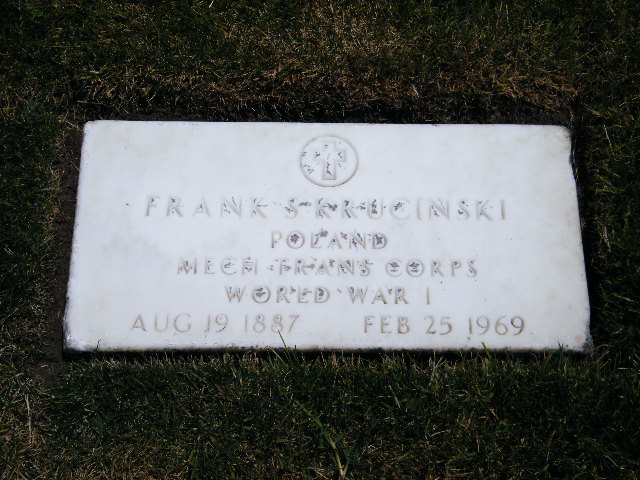 FRANK S KRUCINSKI
POLAND
MECH TRANS CORPS
WORLD WAR I
AUG 19 1887 FEB 25 1969